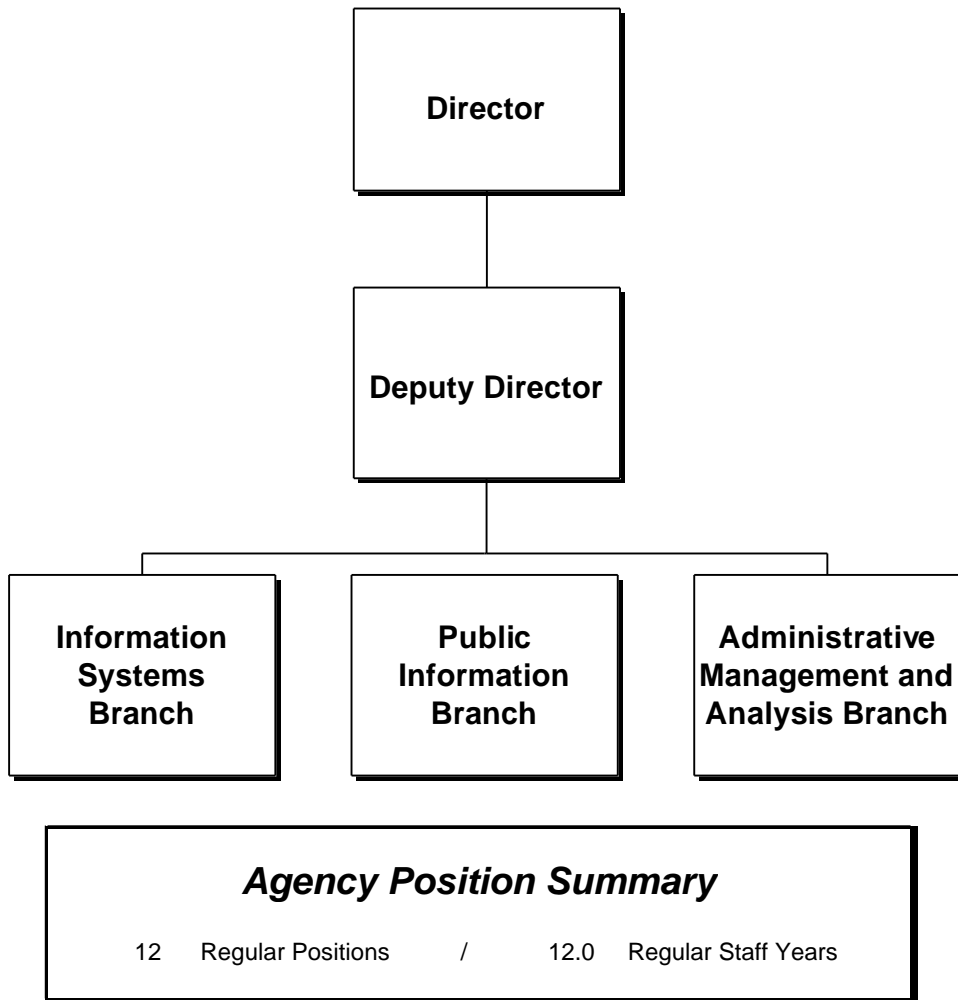 Director
Deputy Director
Information
Systems
Branch
Public
Information
Branch
Administrative
Management and
Analysis Branch
Agency Position Summary
12 Regular Positions / 12.0 Regular Staff Years